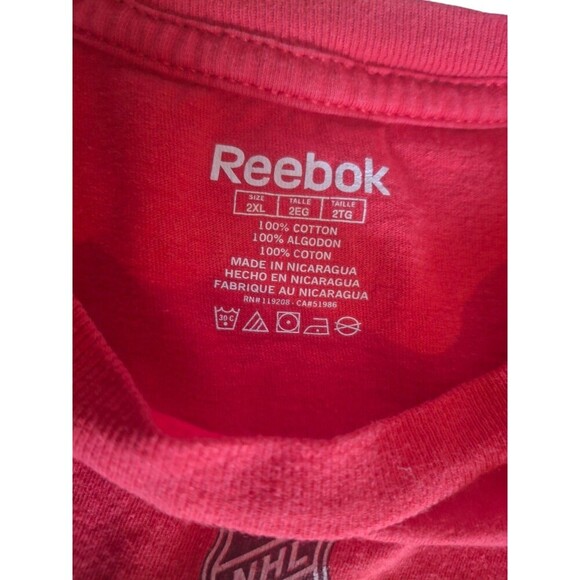 Reebok
SIZE TALLE TAILLE
2XL 2EG 2TG
100% COTTON
100% ALGODON
100% COTON
MADE IN NICARAGUA
HECHO EN NICARAGUA
FABRIQUE AU NICARAGUA
RN# 119208 - CA#51986
30 C
NHL